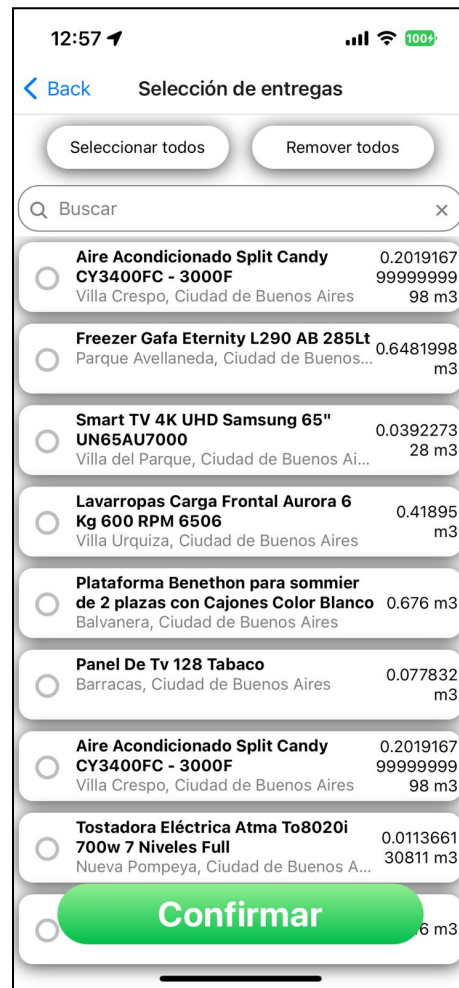 12:57
100
Back
Selección de entregas
Seleccionar todos
Remover todos
Buscar
Aire Acondicionado Split Candy
CY3400FC - 3000F
Villa Crespo, Ciudad de Buenos Aires
0.2019167
99999999
98 m3
Freezer Gafa Eternity L290 AB 285Lt
Parque Avellaneda, Ciudad de Buenos...
0.6481998
m3
Smart TV 4K UHD Samsung 65"
UN65AU7000
Villa del Parque, Ciudad de Buenos Ai...
0.0392273
28 m3
Lavarropas Carga Frontal Aurora 6
Kg 600 RPM 6506
Villa Urquiza, Ciudad de Buenos Aires
0.41895
m3
Plataforma Benethon para sommier
de 2 plazas con Cajones Color Blanco
Balvanera, Ciudad de Buenos Aires
0.676 m3
Panel De Tv 128 Tabaco
Barracas, Ciudad de Buenos Aires
0.077832
m3
Aire Acondicionado Split Candy
CY3400FC - 3000F
Villa Crespo, Ciudad de Buenos Aires
0.2019167
99999999
98 m3
Tostadora Eléctrica Atma To8020i
700w 7 Niveles Full
Nueva Pompeya, Ciudad de Buenos A...
0.0113661
30811 m3
Confirmar
m3